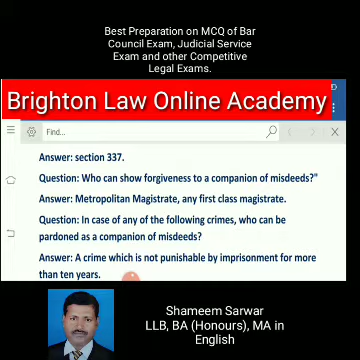 Best Preparation on MCQ of Bar
Council Exam, Judicial Service
Exam and other Competitive
Legal Exams.
Brighton Law Online Academy
Find...
Answer: section 337.
Question: Who can show forgiveness to a companion of misdeeds?"
Answer: Metropolitan Magistrate, any first class magistrate.
Question: In case of any of the following crimes, who can be
pardoned as a companion of misdeeds?
Answer: A crime which is not punishable by imprisonment for more
than ten years.
Shameem Sarwar
LLB, BA (Honours), MA in
English